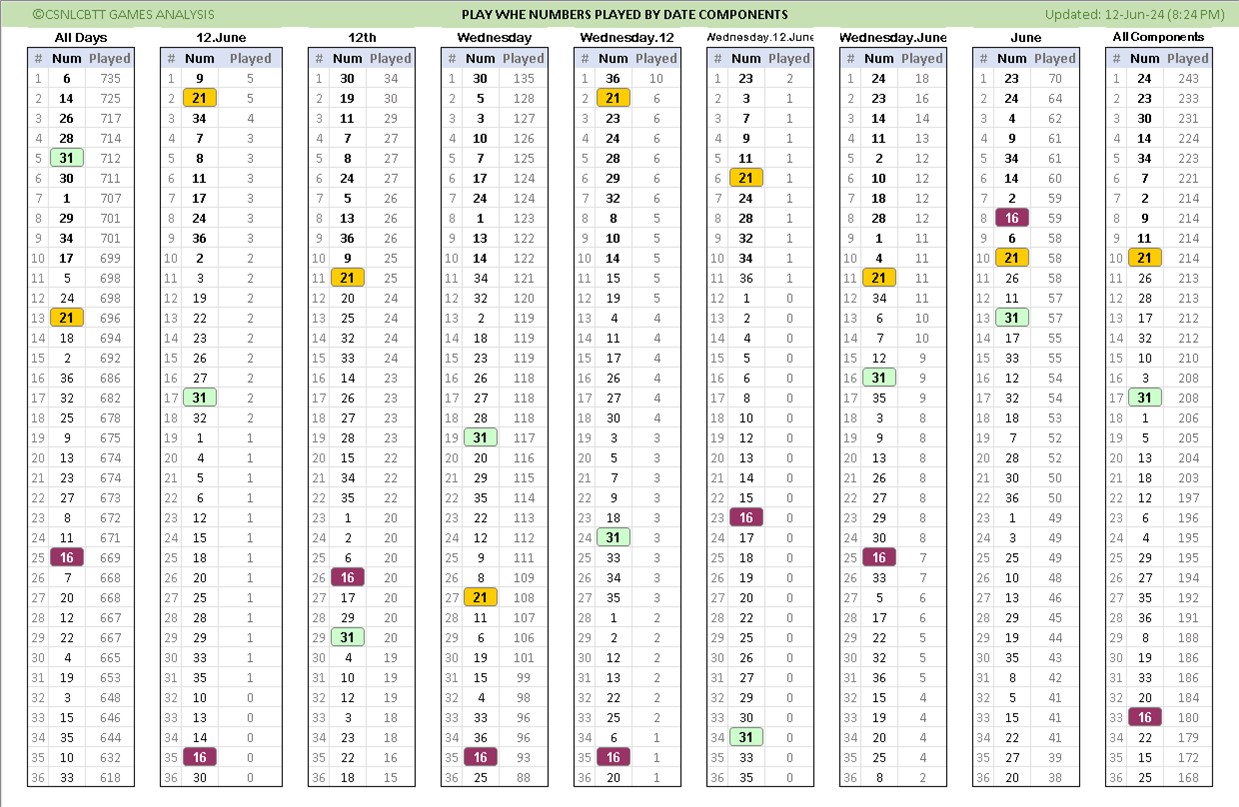 ©CSNLCBTT GAMES ANALYSIS PLAY WHE NUMBERS PLAYED BY DATE COMPONENTS Updated: 12-Jun-24 (8:24 PM)
All Days 12.June 12th Wednesday Wednesday.12 Wednesday.12.June Wednesday.June June All Components
# Num Played # Num Played # Num Played # Num Played # Num Played # Num Played # Num Played # Num Played # Num Played
1 6 735 1 9 5 1 30 34 1 30 135 1 36 10 1 23 2 1 24 18 1 23 70 1 24 243
2 14 725 2 21 5 2 19 30 2 5 128 2 21 6 2 3 1 2 23 16 2 24 64 2 23 233
3 26 717 3 34 4 3 11 29 3 3 127 3 23 6 3 7 1 3 14 14 3 4 62 3 30 231
4 28 714 4 7 3 4 7 27 4 10 126 4 24 6 4 9 1 4 11 13 4 9 61 4 14 224
5 31 712 5 8 3 5 8 27 5 7 125 5 28 6 5 11 1 5 2 12 5 34 61 5 34 223
6 30 711 6 11 3 6 24 27 6 17 124 6 29 6 6 21 1 6 10 12 6 14 60 6 7 221
7 1 707 7 17 3 7 5 26 7 24 124 7 32 6 7 24 1 7 18 12 7 2 59 7 2 214
8 29 701 8 24 3 8 13 26 8 1 123 8 8 5 8 28 1 8 28 12 8 16 59 8 9 214
9 34 701 9 36 3 9 36 26 9 13 122 9 10 5 9 32 1 9 1 11 9 6 58 9 11 214
10 17 699 10 2 2 10 9 25 10 14 122 10 14 5 10 34 1 10 4 11 10 21 58 10 21 214
11 5 698 11 3 2 11 21 25 11 34 121 11 15 5 11 36 1 11 21 11 11 26 58 11 26 213
12 24 698 12 19 2 12 20 24 12 32 120 12 19 5 12 1 0 12 34 11 12 11 57 12 28 213
13 21 696 13 22 2 13 25 24 13 2 119 13 4 4 13 2 0 13 6 10 13 31 57 13 17 212
14 18 694 14 23 2 14 32 24 14 18 119 14 11 4 14 4 0 14 7 10 14 17 55 14 32 212
15 2 692 15 26 2 15 33 24 15 23 119 15 17 4 15 5 0 15 12 9 15 33 55 15 10 210
16 36 686 16 27 2 16 14 23 16 26 118 16 26 4 16 6 0 16 31 9 16 12 54 16 3 208
17 32 682 17 31 2 17 26 23 17 27 118 17 27 4 17 8 0 17 35 9 17 32 54 17 31 208
18 25 678 18 32 2 18 27 23 18 28 118 18 30 4 18 10 0 18 3 8 18 18 53 18 1 206
19 9 675 19 1 1 19 28 23 19 31 117 19 3 3 19 12 0 19 9 8 19 7 52 19 5 205
20 13 674 20 4 1 20 15 22 20 20 116 20 5 3 20 13 0 20 13 8 20 28 52 20 13 204
21 23 674 21 5 1 21 34 22 21 29 115 21 7 3 21 14 0 21 26 8 21 30 50 21 18 203
22 27 673 22 6 1 22 35 22 22 35 114 22 9 3 22 15 0 22 27 8 22 36 50 22 12 197
23 8 672 23 12 1 23 1 20 23 22 113 23 18 3 23 16 0 23 29 8 23 1 49 23 6 196
24 11 671 24 15 1 24 2 20 24 12 112 24 31 3 24 17 0 24 30 8 24 3 49 24 4 195
25 16 669 25 18 1 25 6 20 25 9 111 25 33 3 25 18 0 25 16 7 25 25 49 25 29 195
26 7 668 26 20 1 26 16 20 26 8 109 26 34 3 26 19 0 26 33 7 26 10 48 26 27 194
27 20 668 27 25 1 27 17 20 27 21 108 27 35 3 27 20 0 27 5 6 27 13 46 27 35 192
28 12 667 28 28 1 28 29 20 28 11 107 28 1 2 28 22 0 28 17 6 28 29 45 28 36 191
29 22 667 29 29 1 29 31 20 29 6 106 29 2 2 29 25 0 29 22 5 29 19 44 29 8 188
30 4 665 30 33 1 30 4 19 30 19 101 30 12 2 30 26 0 30 32 5 30 35 43 30 19 186
31 19 653 31 35 1 31 10 19 31 15 99 31 13 2 31 27 0 31 36 5 31 8 42 31 33 186
32 3 648 32 10 0 32 12 19 32 4 98 32 22 2 32 29 0 32 15 4 32 5 41 32 20 184
33 15 646 33 13 0 33 3 18 33 33 96 33 25 2 33 30 0 33 19 4 33 15 41 33 16 180
34 35 644 34 14 0 34 23 18 34 36 96 34 6 1 34 31 0 34 20 4 34 22 41 34 22 179
35 10 632 35 16 0 35 22 16 35 16 93 35 16 1 35 33 0 35 25 4 35 27 39 35 15 172
36 33 618 36 30 0 36 18 15 36 25 88 36 20 1 36 35 0 36 8 2 36 20 38 36 25 168